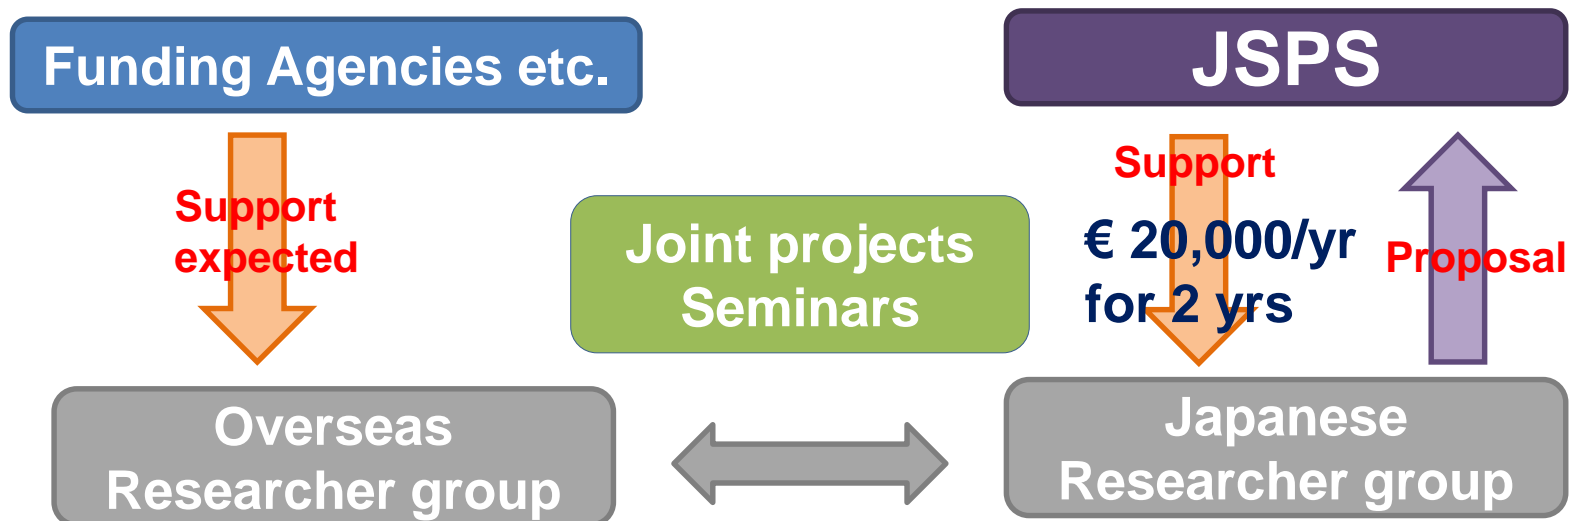 Funding Agencies etc.
JSPS
Support
expected
Joint projects
Seminars
Support
€ 20,000/yr
for 2 yrs
Proposal
Overseas
Researcher group
Japanese
Researcher group